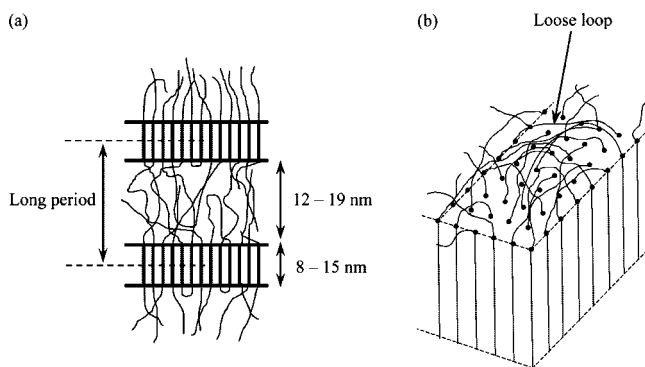 (a)
(b)
Loose loop
Long period
12 – 19 nm
8 – 15 nm